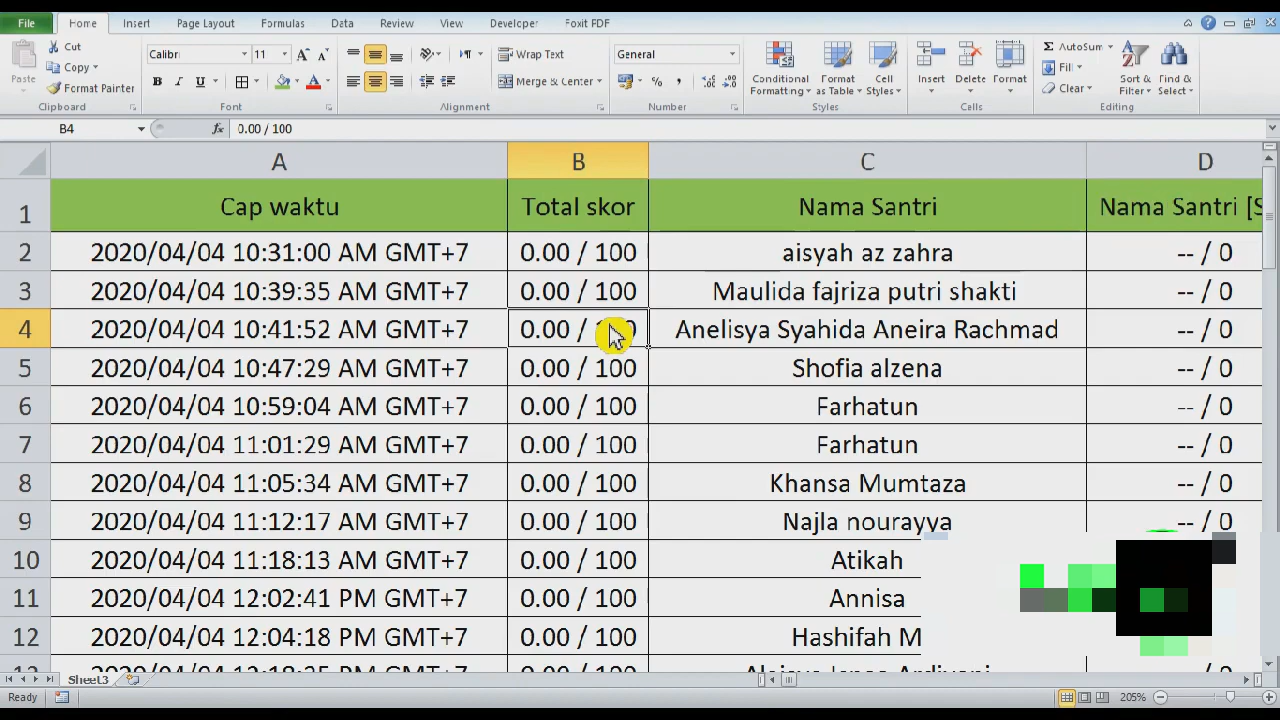 File Home Insert Page Layout Formulas Data Review View Developer Foxit PDF
Cut Calibri 11 Wrap Text General AutoSum
Copy Fill
Paste Format Painter Merge & Center Conditional Formatting Format as Table Cell Styles Insert Delete Format Clear Sort & Filter Find & Select
Clipboard Font Alignment Number Styles Cells Editing
B4 fx 0.00 / 100
A B C D
1 Cap waktu Total skor Nama Santri Nama Santri [S
2 2020/04/04 10:31:00 AM GMT+7 0.00 / 100 aisyah az zahra -- / 0
3 2020/04/04 10:39:35 AM GMT+7 0.00 / 100 Maulida fajriza putri shakti -- / 0
4 2020/04/04 10:41:52 AM GMT+7 0.00 / Anelisya Syahida Aneira Rachmad -- / 0
5 2020/04/04 10:47:29 AM GMT+7 0.00 / 100 Shofia alzena -- / 0
6 2020/04/04 10:59:04 AM GMT+7 0.00 / 100 Farhatun -- / 0
7 2020/04/04 11:01:29 AM GMT+7 0.00 / 100 Farhatun -- / 0
8 2020/04/04 11:05:34 AM GMT+7 0.00 / 100 Khansa Mumtaza -- / 0
9 2020/04/04 11:12:17 AM GMT+7 0.00 / 100 Najla nourayya -- / 0
10 2020/04/04 11:18:13 AM GMT+7 0.00 / 100 Atikah
11 2020/04/04 12:02:41 PM GMT+7 0.00 / 100 Annisa
12 2020/04/04 12:04:18 PM GMT+7 0.00 / 100 Hashifah M
Sheet3
Ready 205%